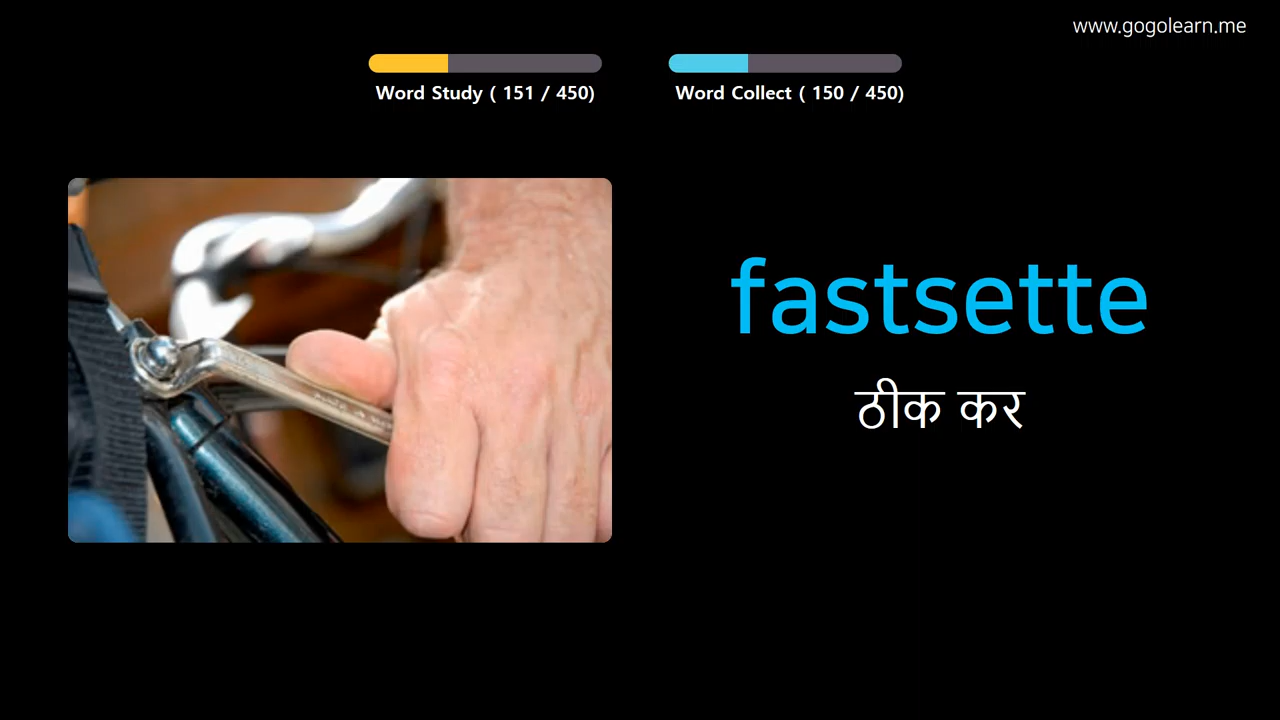 www.gogolearn.me
Word Study ( 151 / 450)
Word Collect ( 150 / 450)
fastsette
ठीक कर